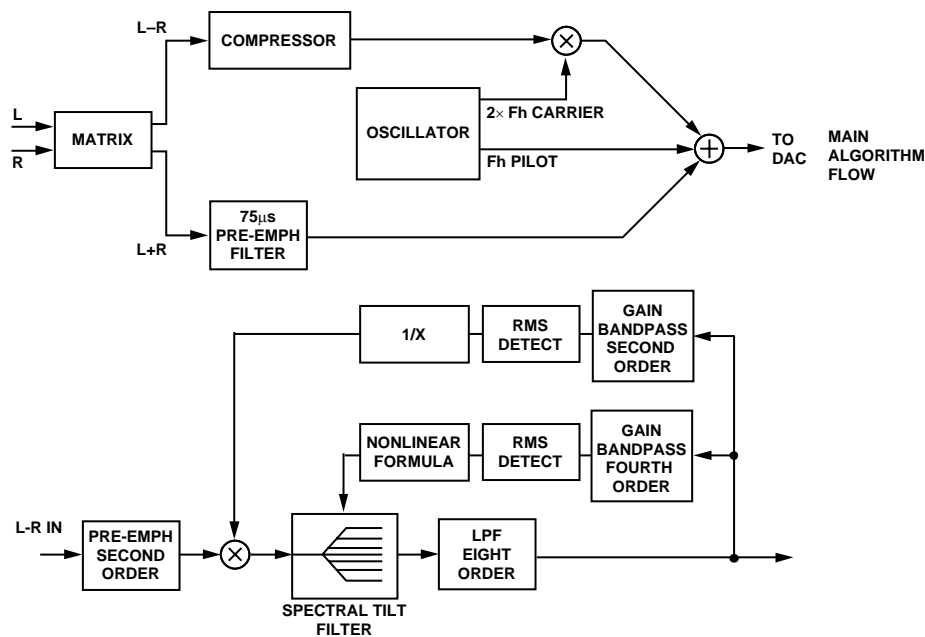 L–R
COMPRESSOR
×
L
R
MATRIX
OSCILLATOR
2× Fh CARRIER
Fh PILOT
+
TO
DAC
MAIN
ALGORITHM
FLOW
75μs
PRE-EMPH
FILTER
L+R
1/X
RMS
DETECT
GAIN
BANDPASS
SECOND
ORDER
NONLINEAR
FORMULA
RMS
DETECT
GAIN
BANDPASS
FOURTH
ORDER
L-R IN
PRE-EMPH
SECOND
ORDER
×
SPECTRAL TILT
FILTER
LPF
EIGHT
ORDER